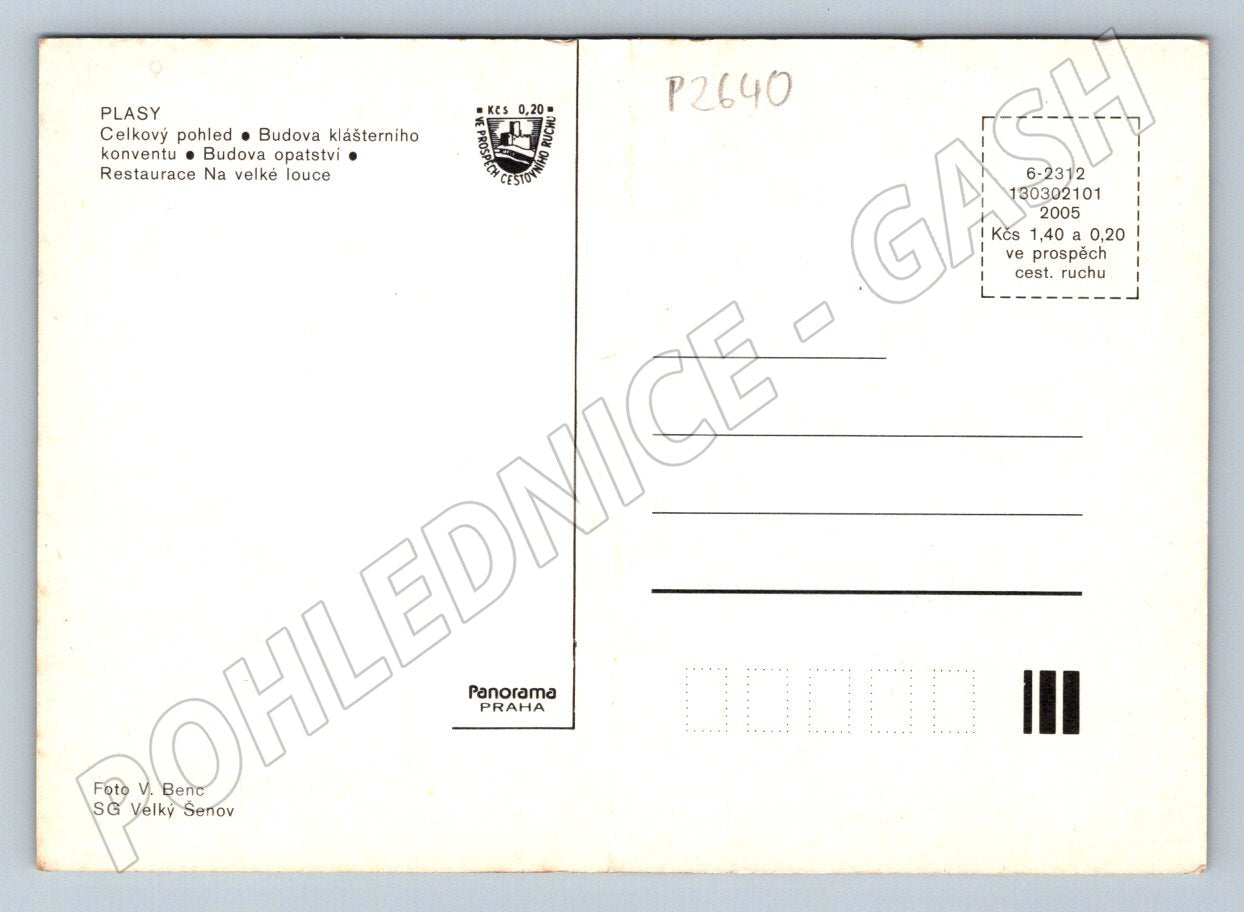 PLASY
Celkový pohled ● Budova klášterního
konventu ● Budova opatství ●
Restaurace Na velké louce
■ Kčs 0,20 ■
VE PROSPĚCH CESTOVNÍHO RUCHU
P2640
6-2312
130302101
2005
Kčs 1,40 a 0,20
ve prospěch
cest. ruchu
POHLEDNICE - GASH
Panorama
PRAHA
Foto V. Benc
SG Velký Šenov